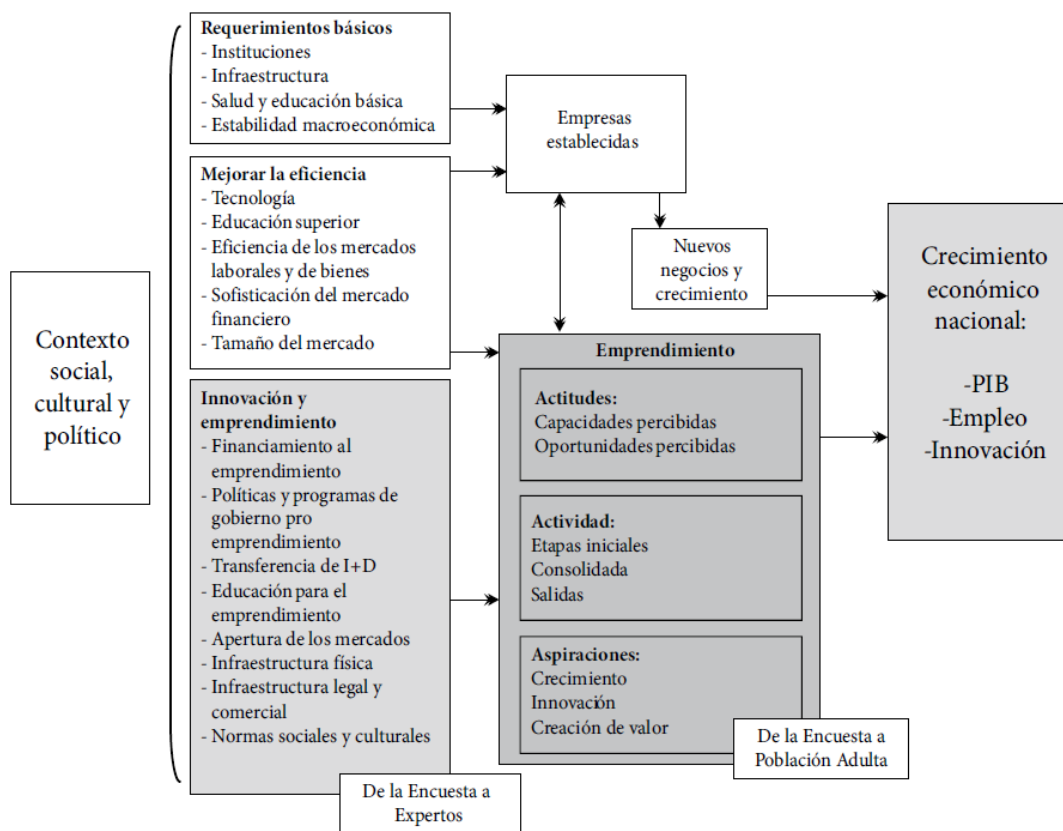 Contexto
social,
cultural y
político
Requerimientos básicos
- Instituciones
- Infraestructura
- Salud y educación básica
- Estabilidad macroeconómica
Mejorar la eficiencia
- Tecnología
- Educación superior
- Eficiencia de los mercados
laborales y de bienes
- Sofisticación del mercado
financiero
- Tamaño del mercado
Innovación y
emprendimiento
- Financiamiento al
emprendimiento
- Políticas y programas de
gobierno pro
emprendimiento
- Transferencia de I+D
- Educación para el
emprendimiento
- Apertura de los mercados
- Infraestructura física
- Infraestructura legal y
comercial
- Normas sociales y culturales
De la Encuesta a
Expertos
Empresas
establecidas
Nuevos
negocios y
crecimiento
Emprendimiento
Actitudes:
Capacidades percibidas
Oportunidades percibidas
Actividad:
Etapas iniciales
Consolidada
Salidas
Aspiraciones:
Crecimiento
Innovación
Creación de valor
De la Encuesta a
Población Adulta
Crecimiento
económico
nacional:
-PIB
-Empleo
-Innovación